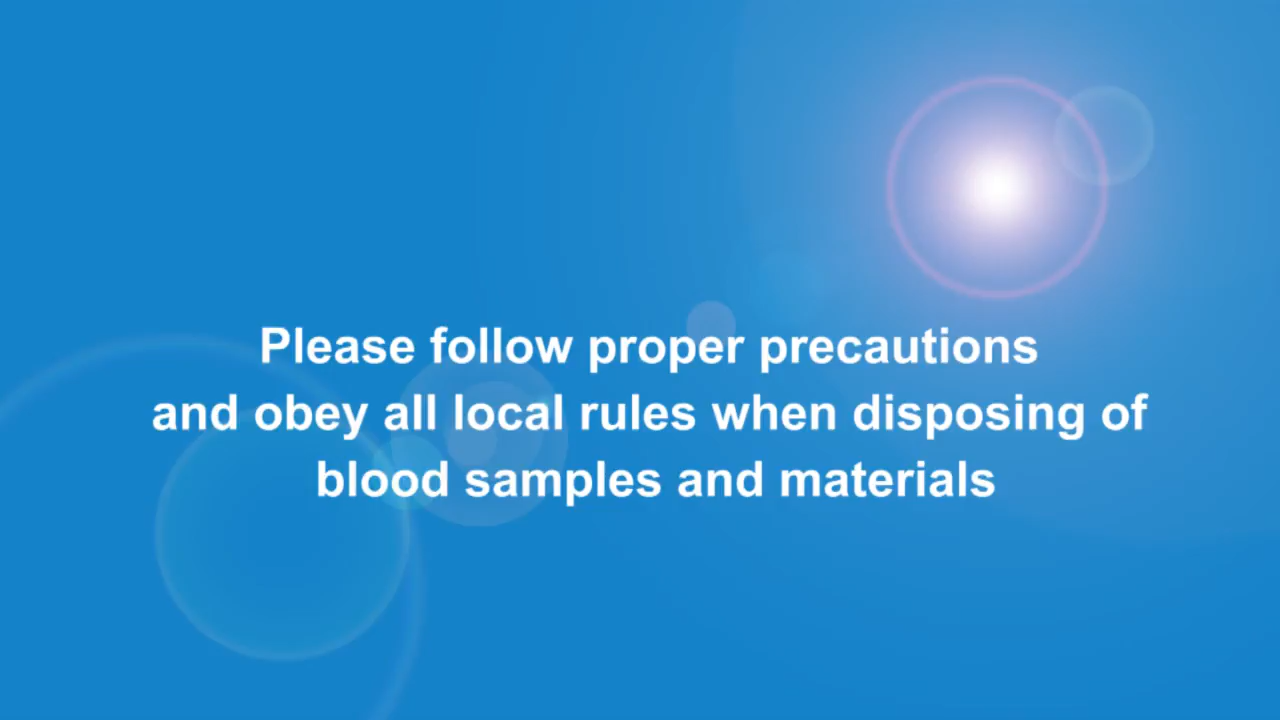 Please follow proper precautions
and obey all local rules when disposing of
blood samples and materials